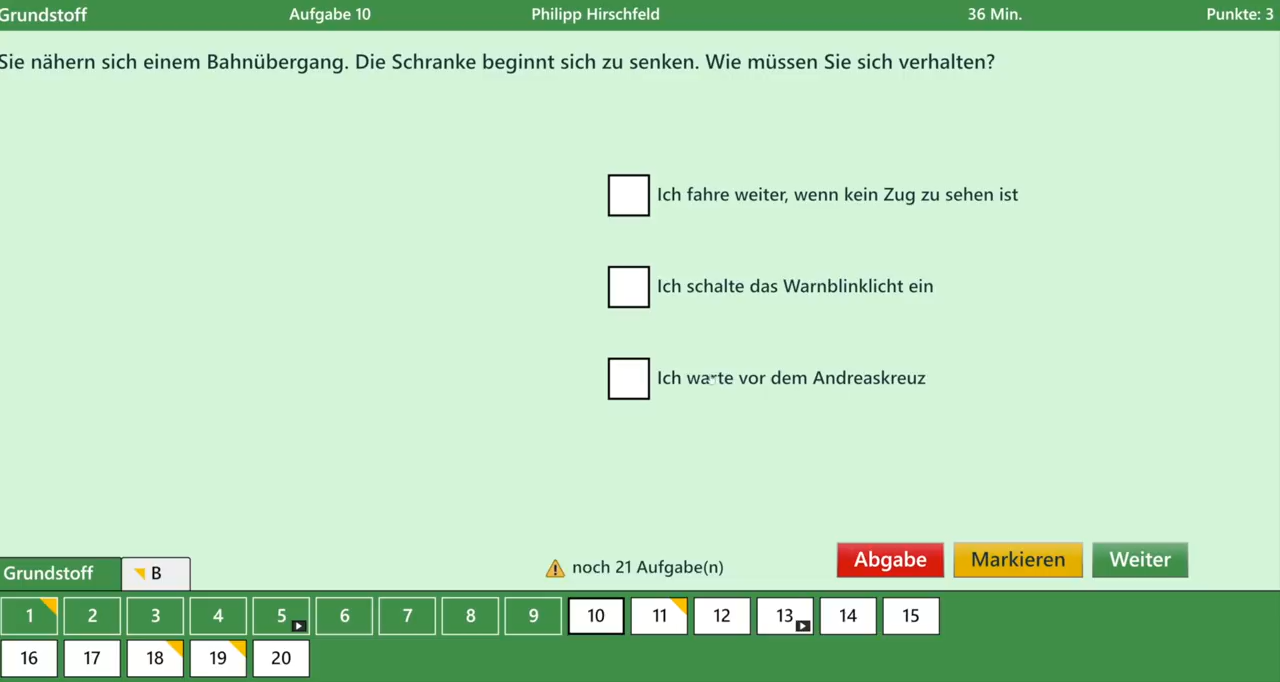 Grundstoff Aufgabe 10 Philipp Hirschfeld 36 Min. Punkte: 3
Sie nähern sich einem Bahnübergang. Die Schranke beginnt sich zu senken. Wie müssen Sie sich verhalten?
Ich fahre weiter, wenn kein Zug zu sehen ist
Ich schalte das Warnblinklicht ein
Ich warte vor dem Andreaskreuz
Grundstoff B noch 21 Aufgabe(n) Abgabe Markieren Weiter
1 2 3 4 5 6 7 8 9 10 11 12 13 14 15
16 17 18 19 20